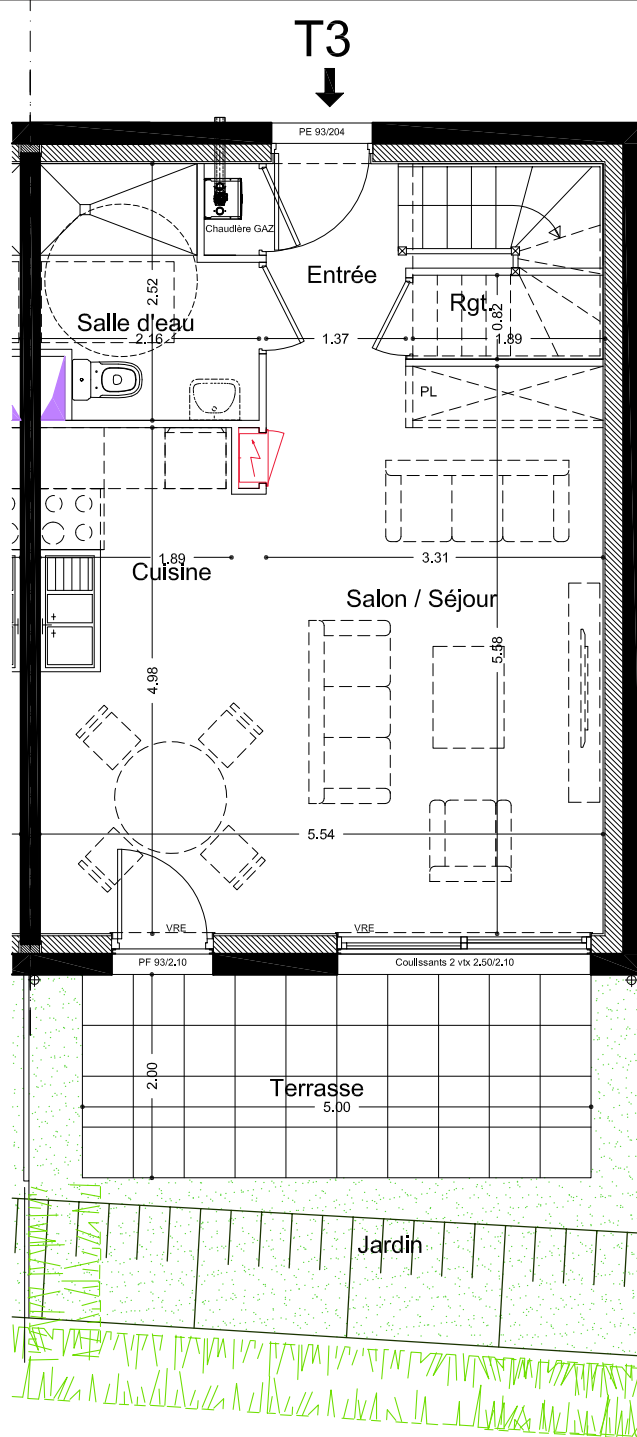 T3
PE 93/204
Chaudière GAZ
Entrée
2.52
Salle d'eau
2.16
1.37
Rgt.
0.82
1.89
PL
1.89
Cuisine
3.31
Salon / Séjour
5.58
4.98
5.54
VRE
VRE
PF 93/2.10
Coulissants 2 vtx 2.50/2.10
2.00
Terrasse
5.00
Jardin